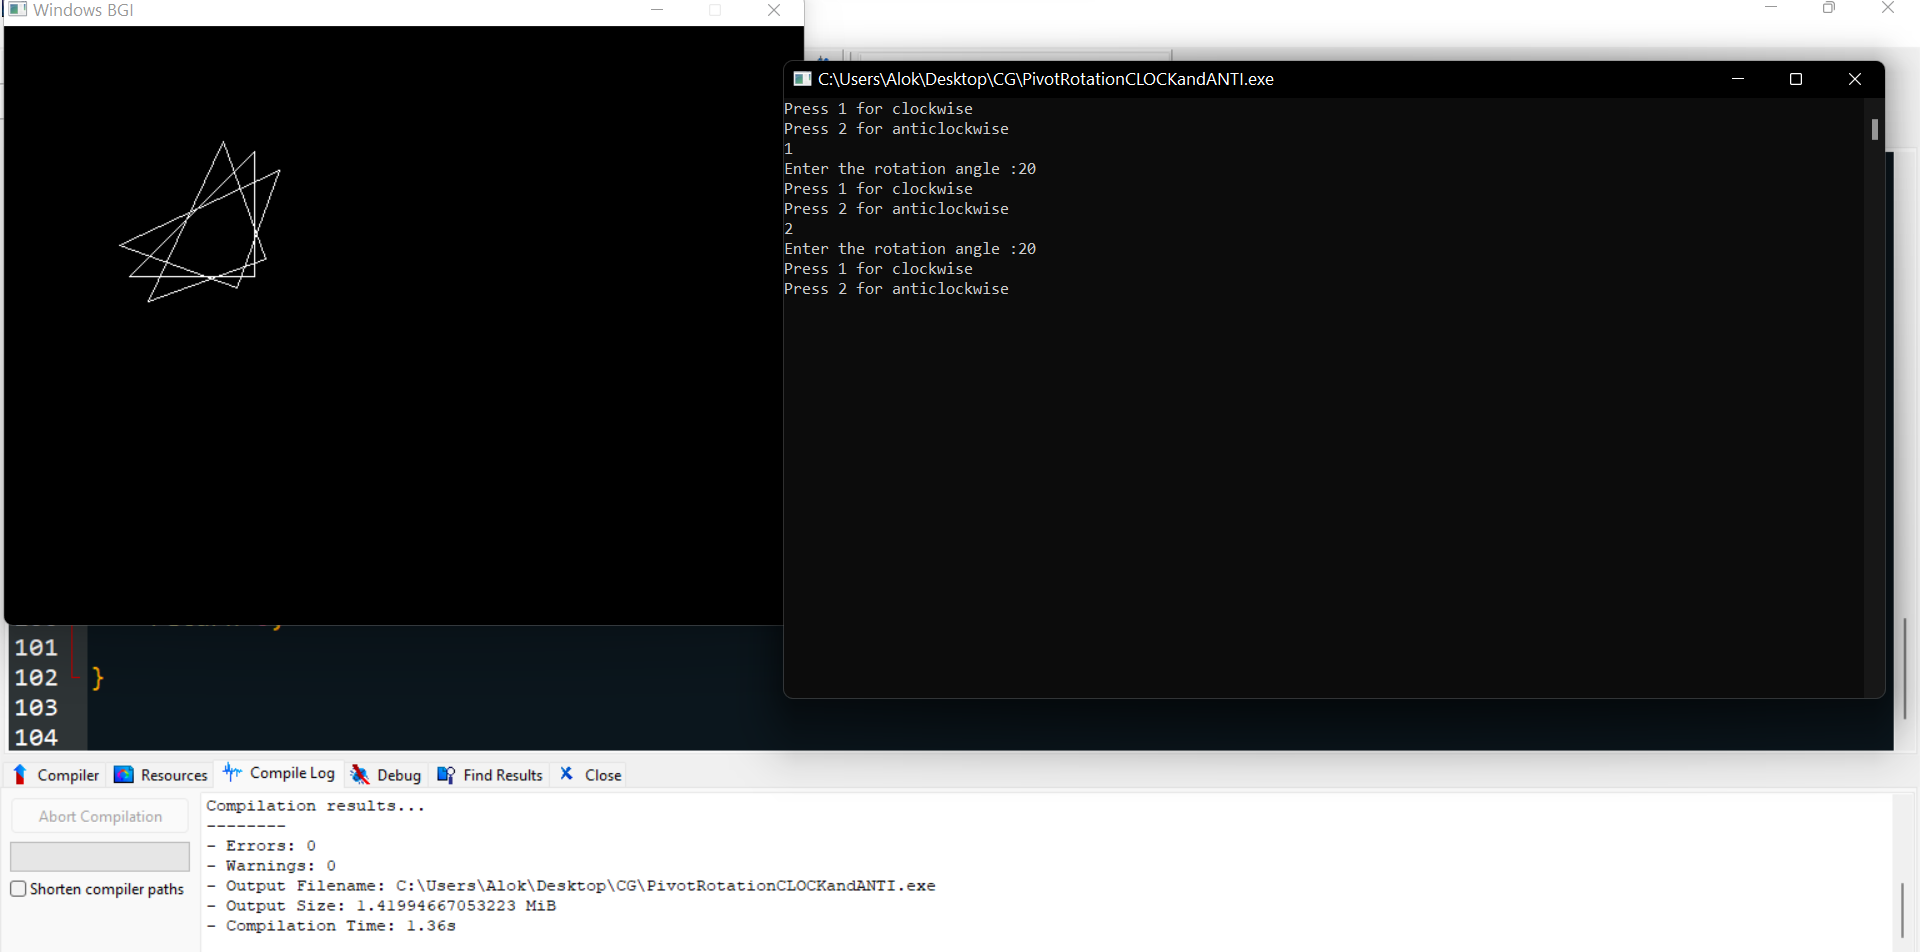 Windows BGI
C:\Users\Alok\Desktop\CG\PivotRotationCLOCKandANTI.exe
Press 1 for clockwise
Press 2 for anticlockwise
1
Enter the rotation angle :20
Press 1 for clockwise
Press 2 for anticlockwise
2
Enter the rotation angle :20
Press 1 for clockwise
Press 2 for anticlockwise
101
102 }
103
104
Compiler Resources Compile Log Debug Find Results Close
Abort Compilation
Shorten compiler paths
Compilation results...
--------
- Errors: 0
- Warnings: 0
- Output Filename: C:\Users\Alok\Desktop\CG\PivotRotationCLOCKandANTI.exe
- Output Size: 1.41994667053223 MiB
- Compilation Time: 1.36s